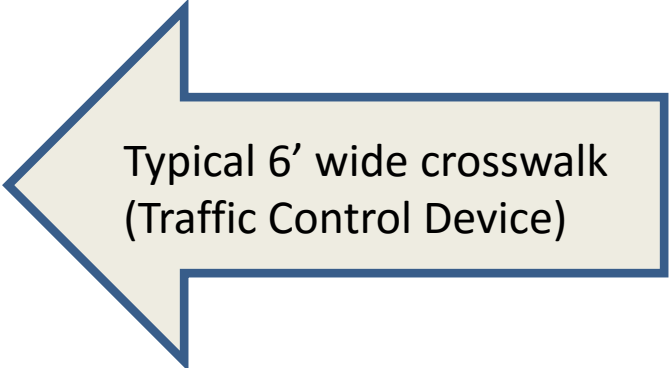 Typical 6’ wide crosswalk
(Traffic Control Device)